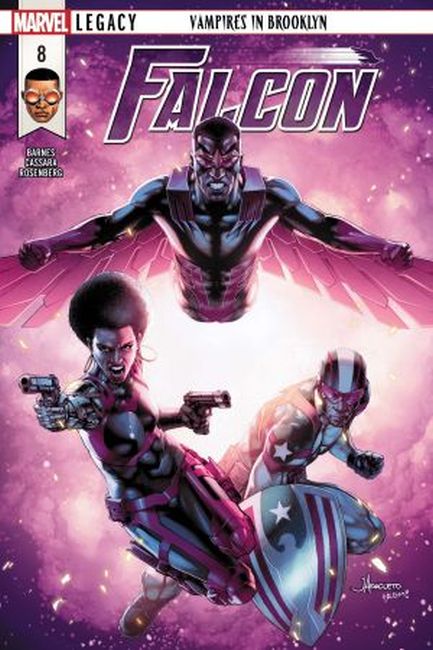 MARVEL LEGACY
VAMPIRES IN BROOKLYN
8
FALCON
BARNES
CASSARA
ROSENBERG